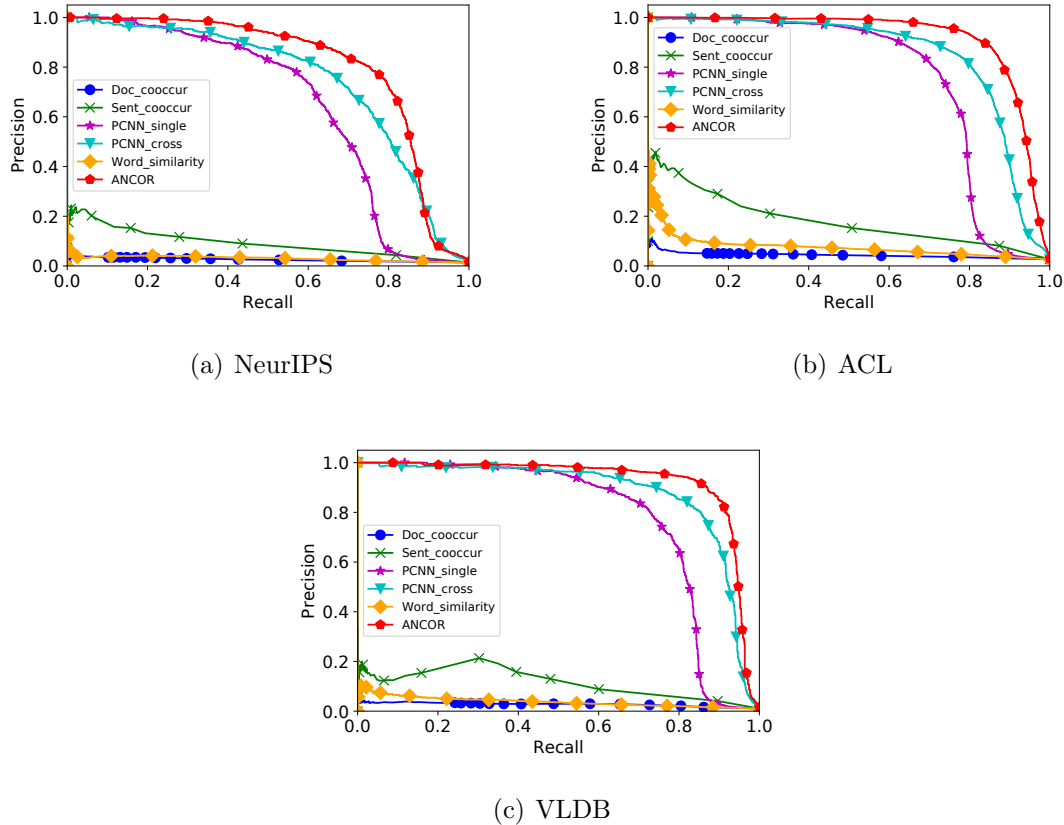 1.0
0.8
0.6
0.4
0.2
0.0
Precision
Doc_cooccur
Sent_cooccur
PCNN_single
PCNN_cross
Word_similarity
ANCOR
0.0 0.2 0.4 0.6 0.8 1.0
Recall
(a) NeurIPS
1.0
0.8
0.6
0.4
0.2
0.0
Precision
Doc_cooccur
Sent_cooccur
PCNN_single
PCNN_cross
Word_similarity
ANCOR
0.0 0.2 0.4 0.6 0.8 1.0
Recall
(b) ACL
1.0
0.8
0.6
0.4
0.2
0.0
Precision
Doc_cooccur
Sent_cooccur
PCNN_single
PCNN_cross
Word_similarity
ANCOR
0.0 0.2 0.4 0.6 0.8 1.0
Recall
(c) VLDB